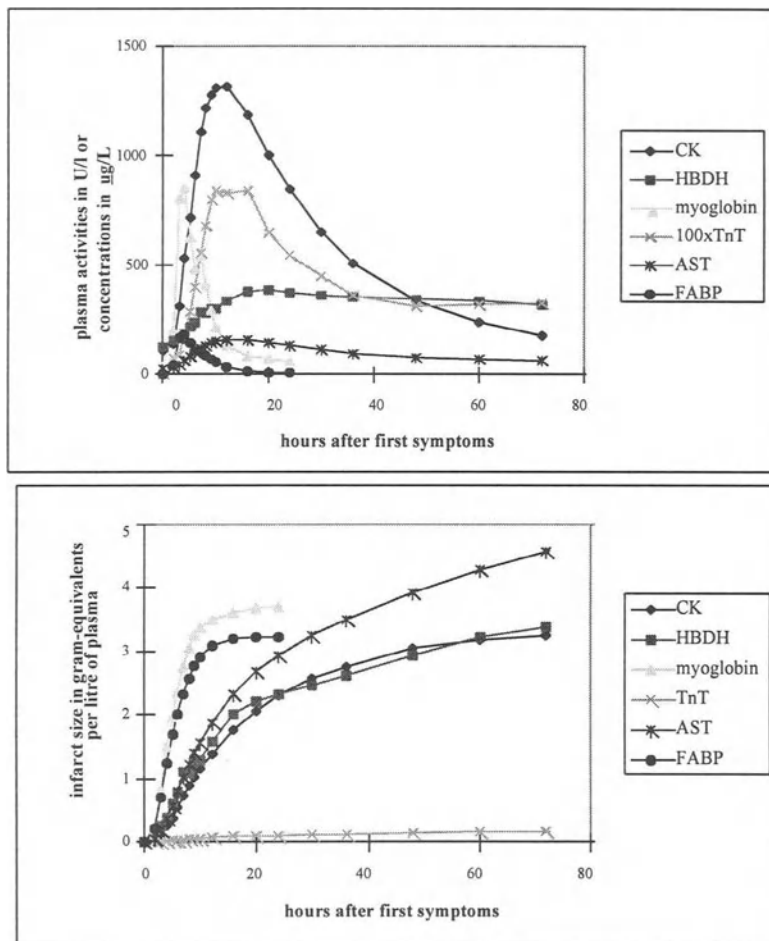 1500
1000
500
0
plasma activities in U/l or
concentrations in ug/L
0
20
40
60
80
hours after first symptoms
CK
HBDH
myoglobin
100xTnT
AST
FABP
5
4
3
2
1
0
infarct size in gram-equivalents
per litre of plasma
0
20
40
60
80
hours after first symptoms
CK
HBDH
myoglobin
TnT
AST
FABP